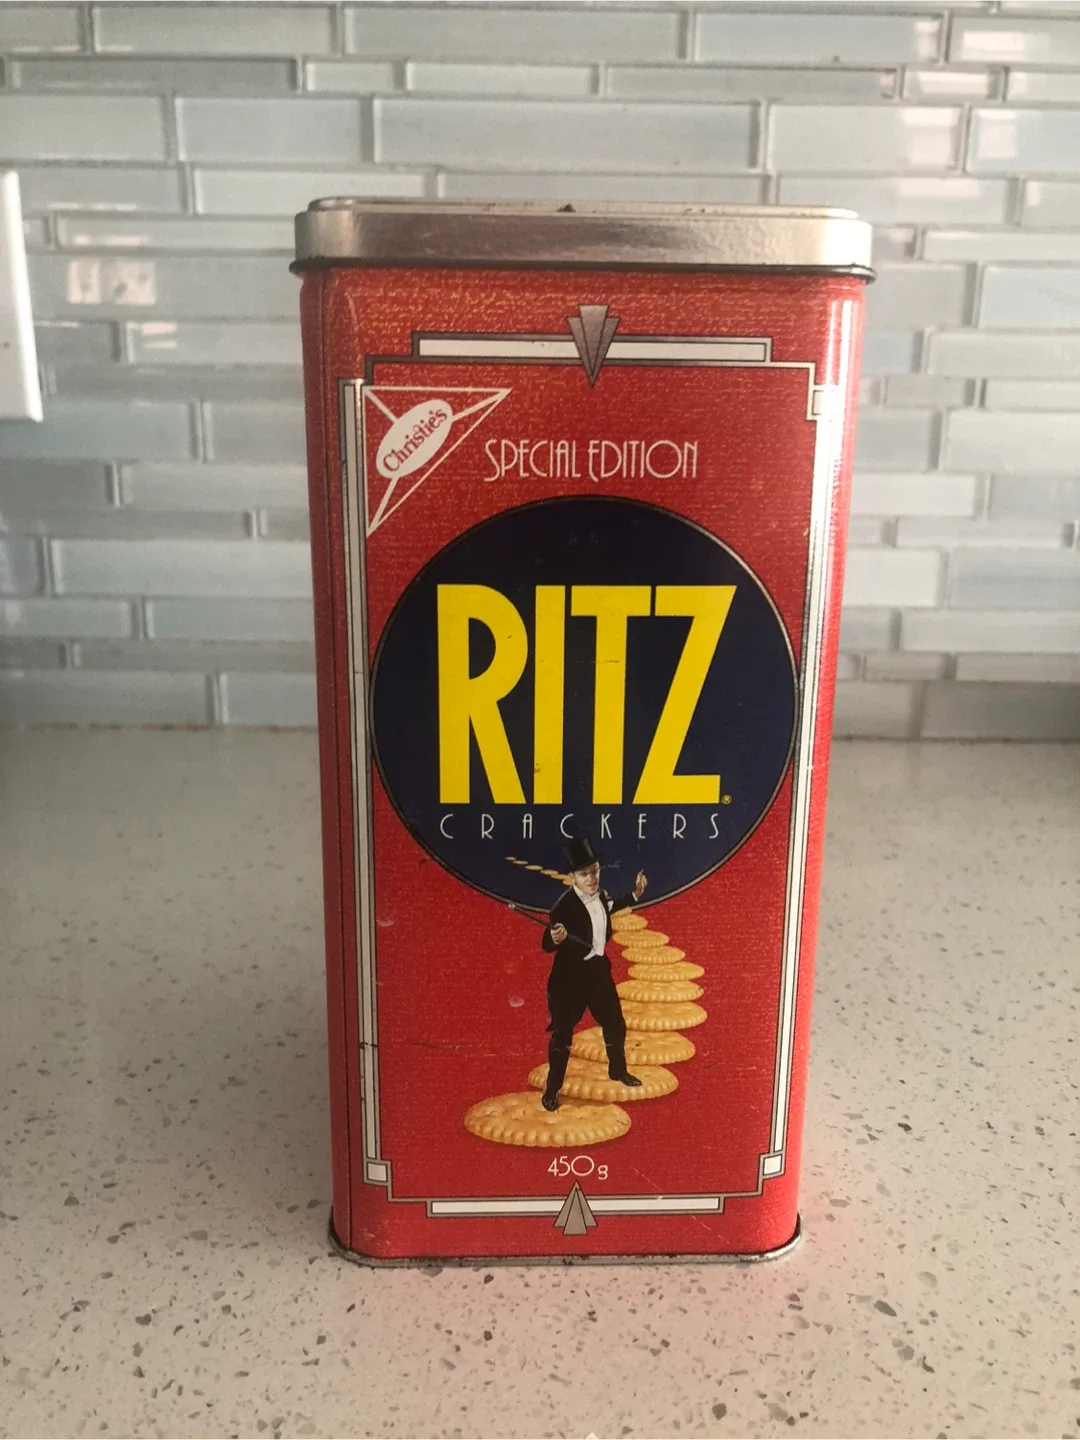 Christie's
SPECIAL EDITION
RITZ®
CRACKERS
450g